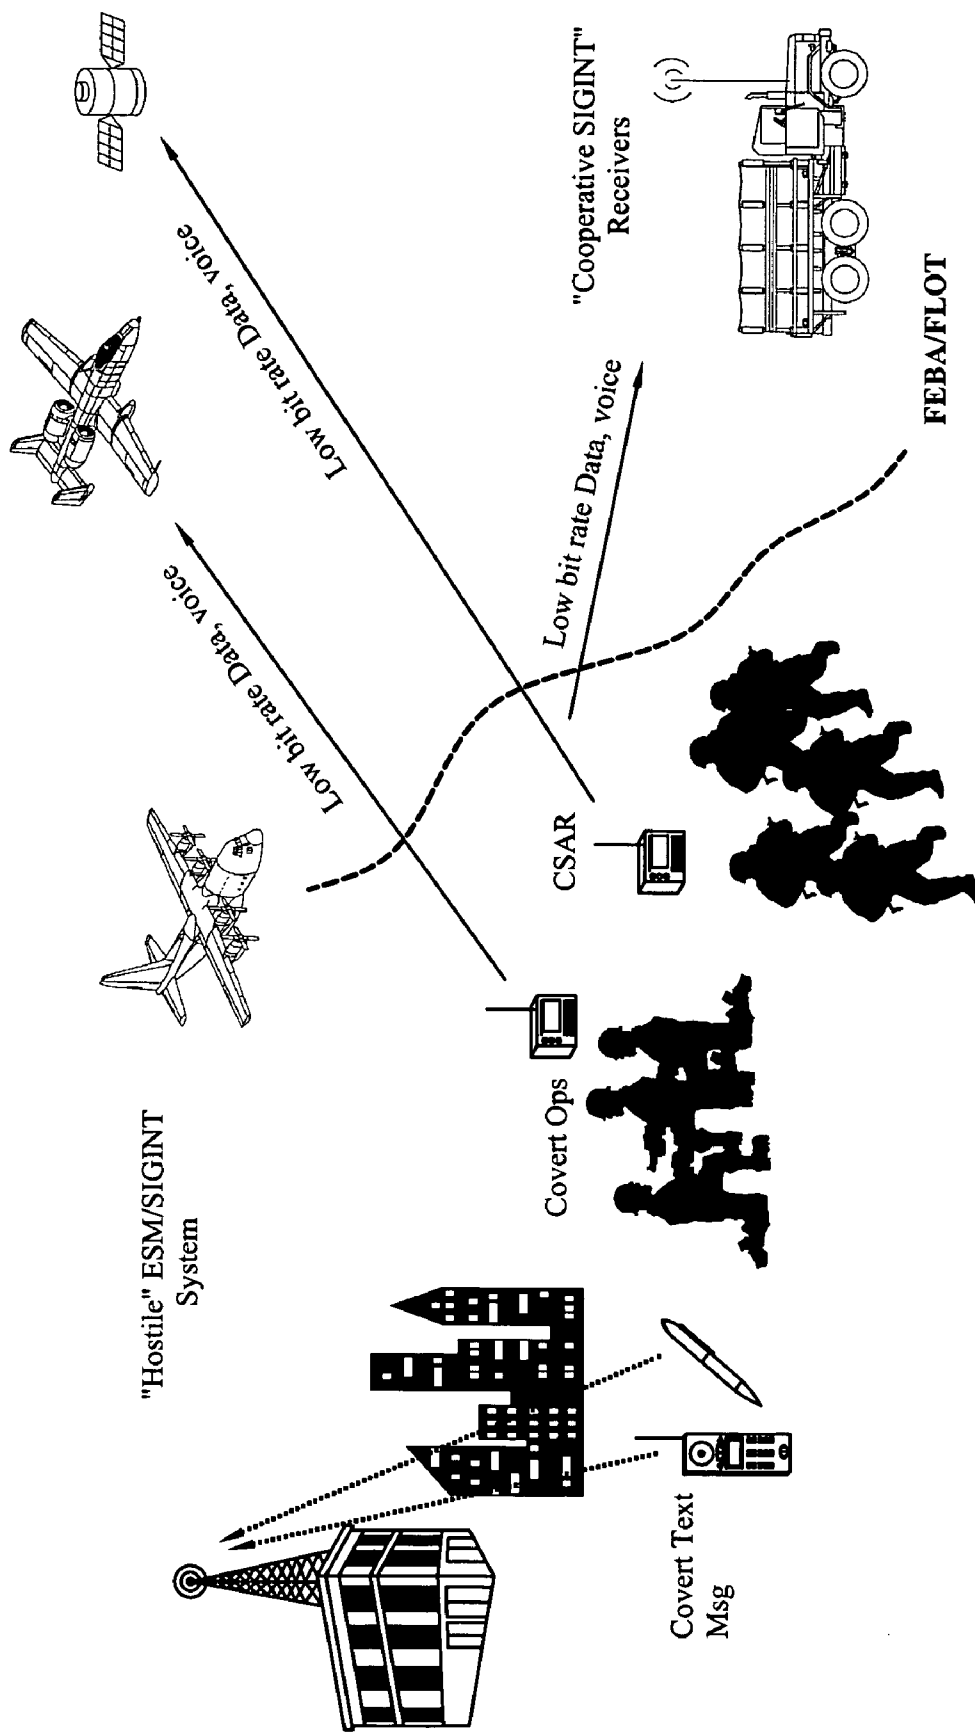 "Hostile" ESM/SIGINT
System
Low bit rate Data, voice
Low bit rate Data, voice
"Cooperative SIGINT"
Receivers
Low bit rate Data, voice
Covert Ops
CSAR
Covert Text
Msg
FEBA/FLOT